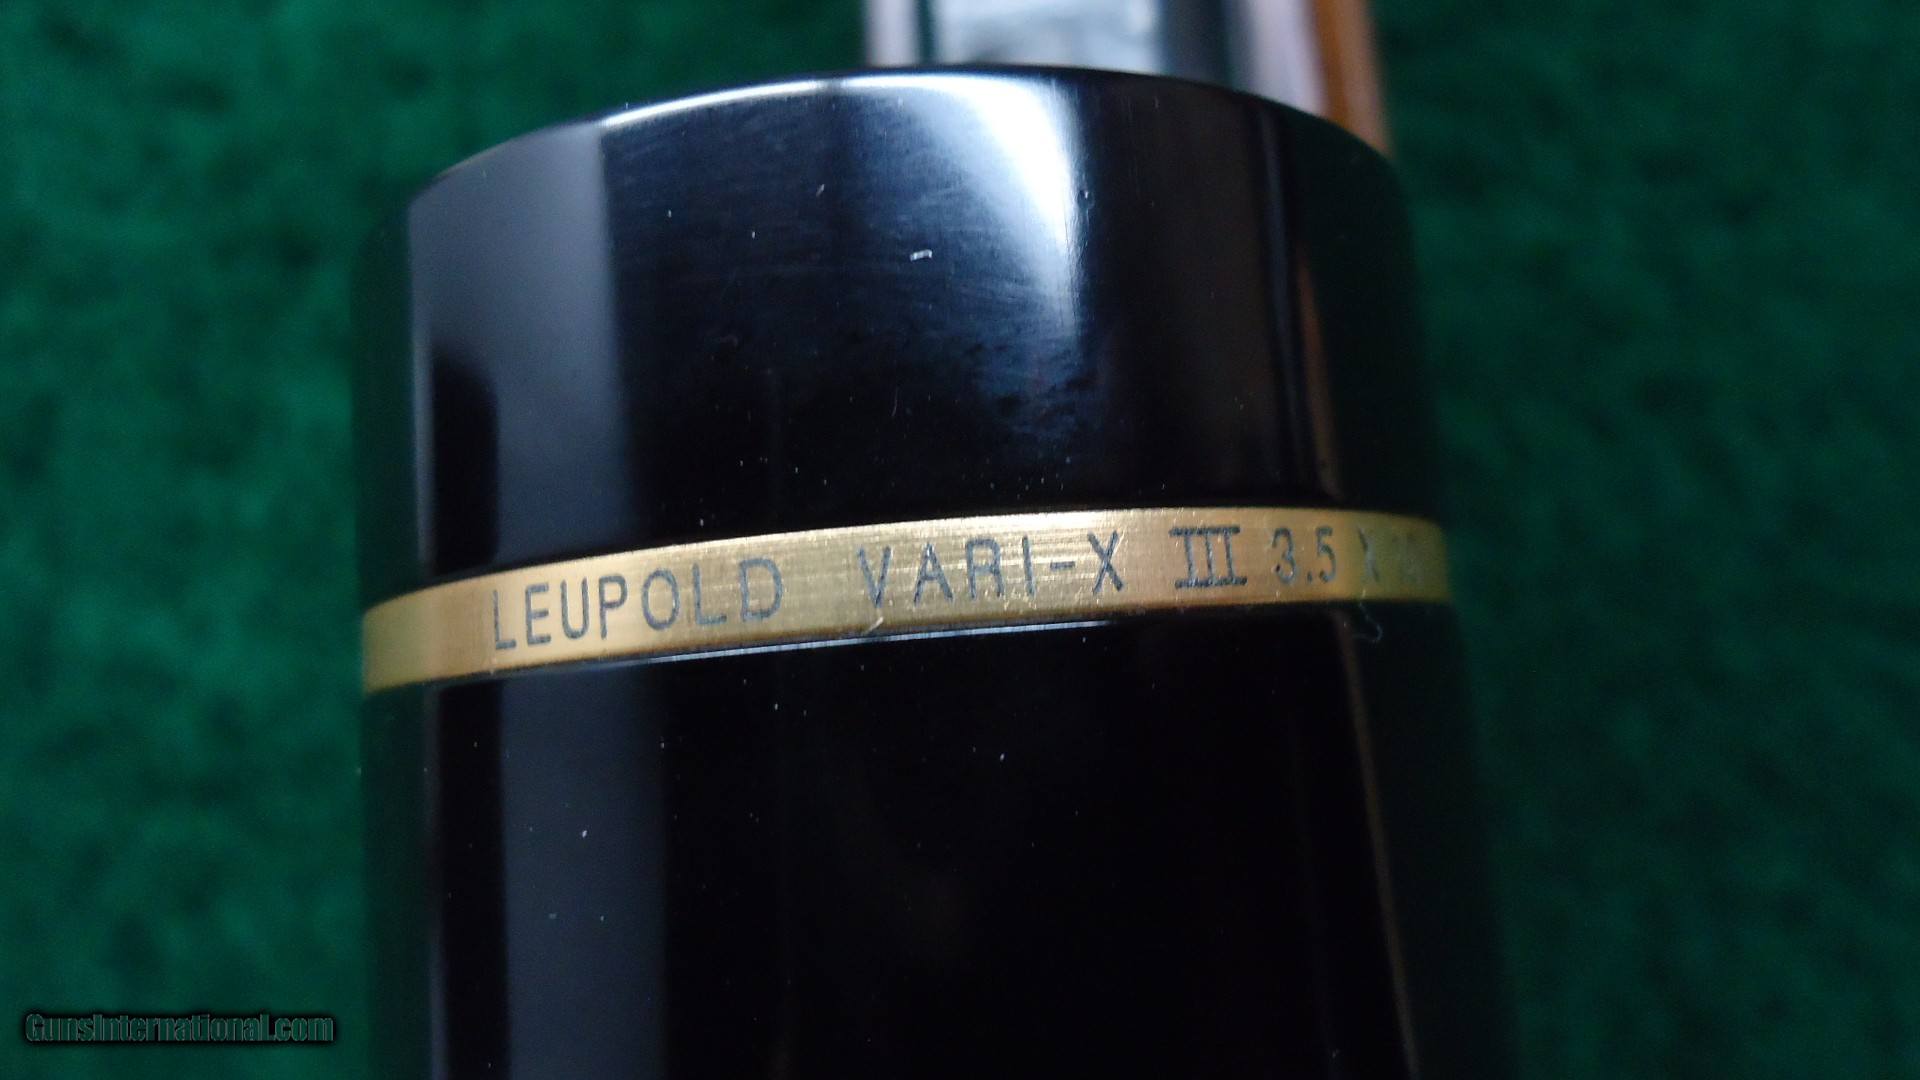 LEUPOLD VARI-X III 3.5 X
GunsInternational.com